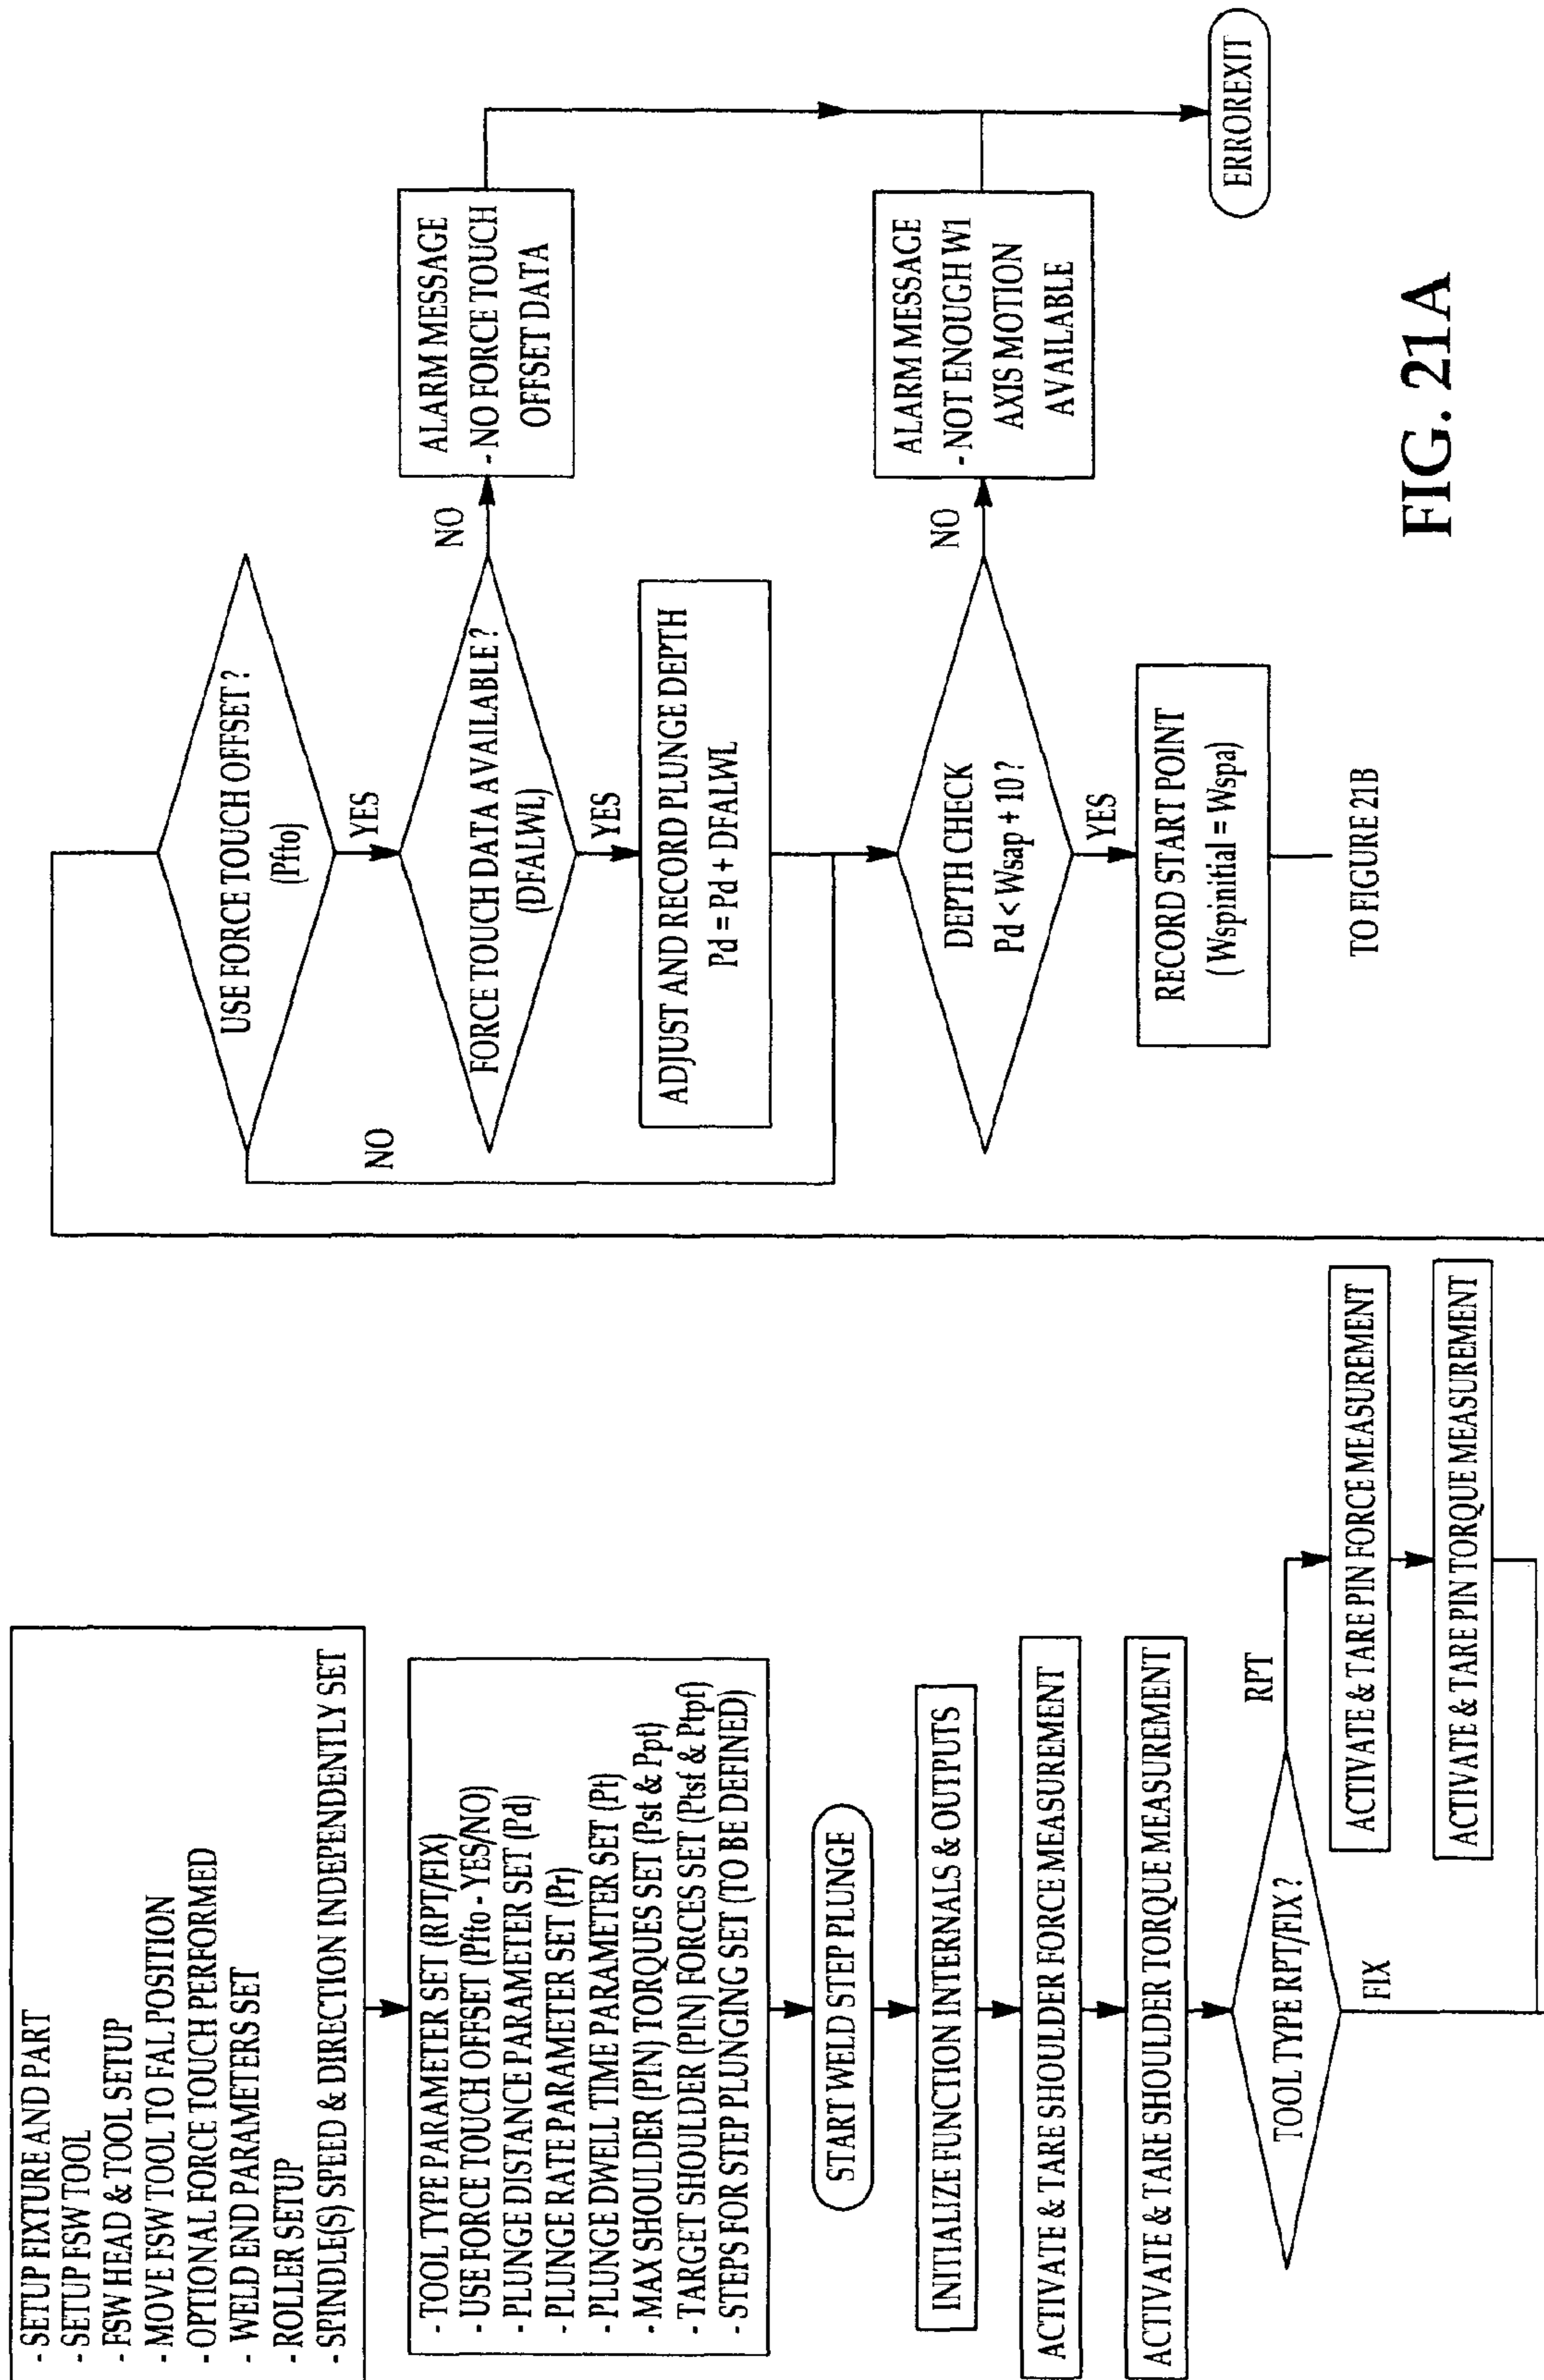 - SETUP FIXTURE AND PART
- SETUP FSW TOOL
- FSW HEAD & TOOL SETUP
- MOVE FSW TOOL TO FAL POSITION
- OPTIONAL FORCE TOUCH PERFORMED
- WELD END PARAMETERS SET
- ROLLER SETUP
- SPINDLE(S) SPEED & DIRECTION INDEPENDENTLY SET
- TOOL TYPE PARAMETER SET (RPT/FIX)
- USE FORCE TOUCH OFFSET (Pfto - YES/NO)
- PLUNGE DISTANCE PARAMETER SET (Pd)
- PLUNGE RATE PARAMETER SET (Pr)
- PLUNGE DWELL TIME PARAMETER SET (Pt)
- MAX SHOULDER (PIN) TORQUES SET (Pst & Ppt)
- TARGET SHOULDER (PIN) FORCES SET (Ptsf & Ptpf)
- STEPS FOR STEP PLUNGING SET (TO BE DEFINED)
START WELD STEP PLUNGE
INITIALIZE FUNCTION INTERNALS & OUTPUTS
ACTIVATE & TARE SHOULDER FORCE MEASUREMENT
ACTIVATE & TARE SHOULDER TORQUE MEASUREMENT
TOOL TYPE RPT/FIX ?
RPT
FIX
ACTIVATE & TARE PIN FORCE MEASUREMENT
ACTIVATE & TARE PIN TORQUE MEASUREMENT
USE FORCE TOUCH OFFSET ?
(Pfto)
NO
YES
FORCE TOUCH DATA AVAILABLE ?
(DFALWL)
NO
ALARM MESSAGE
- NO FORCE TOUCH
OFFSET DATA
YES
ADJUST AND RECORD PLUNGE DEPTH
Pd = Pd + DFALWL
DEPTH CHECK
Pd < Wsap + 10 ?
NO
ALARM MESSAGE
- NOT ENOUGH W1
AXIS MOTION
AVAILABLE
YES
RECORD START POINT
(Wspinitial = Wspa)
ERROREXIT
TO FIGURE 21B
FIG. 21A